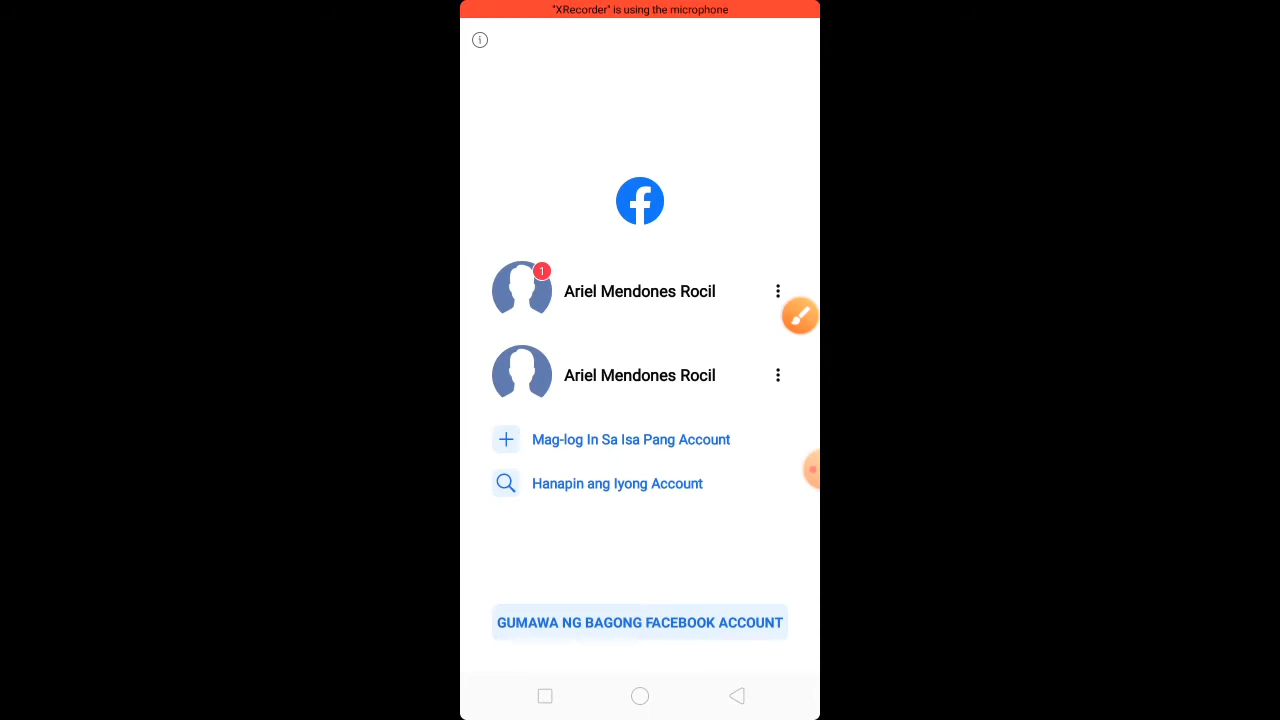 "XRecorder" is using the microphone
1
Ariel Mendones Rocil
Ariel Mendones Rocil
Mag-log In Sa Isa Pang Account
Hanapin ang Iyong Account
GUMAWA NG BAGONG FACEBOOK ACCOUNT